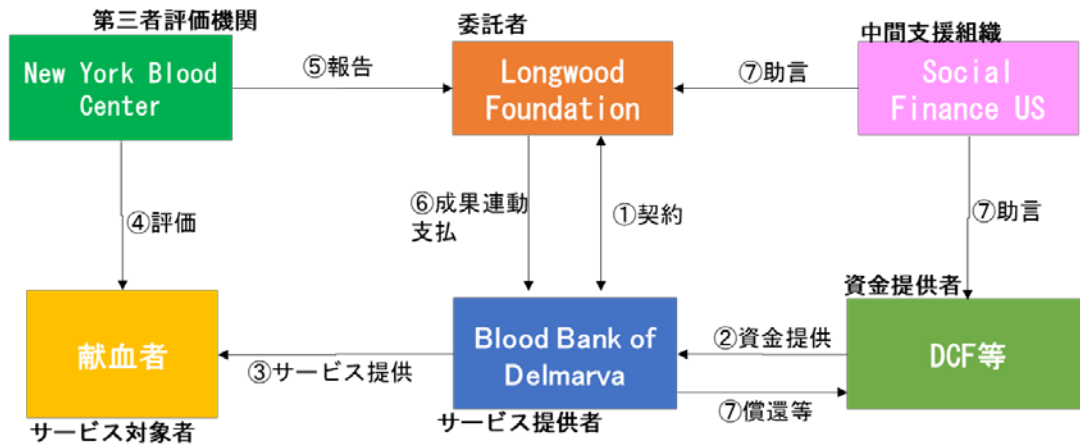 第三者評価機関
委託者
中間支援組織
New York Blood
Center
⑤報告
Longwood
Foundation
⑦助言
Social
Finance US
④評価
⑥成果連動
支払
①契約
⑦助言
資金提供者
献血者
③サービス提供
Blood Bank of
Delmarva
②資金提供
⑦償還等
DCF等
サービス対象者
サービス提供者